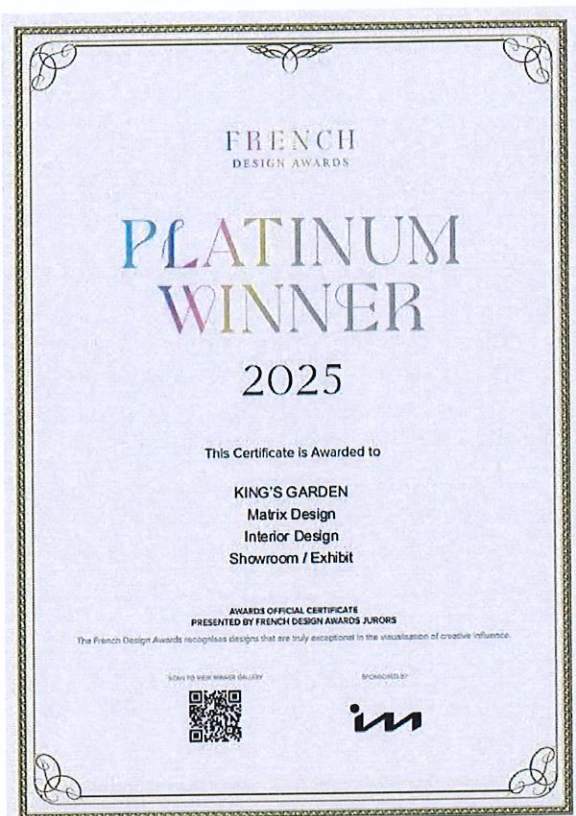 FRENCH
DESIGN AWARDS
PLATINUM
WINNER
2025
This Certificate is Awarded to
KING'S GARDEN
Matrix Design
Interior Design
Showroom / Exhibit
AWARDS OFFICIAL CERTIFICATE
PRESENTED BY FRENCH DESIGN AWARDS JURORS
The French Design Awards recognises designs that are truly exceptional in the visualisation of creative influence.
SCAN TO VIEW WINNER GALLERY
SPONSORED BY
im